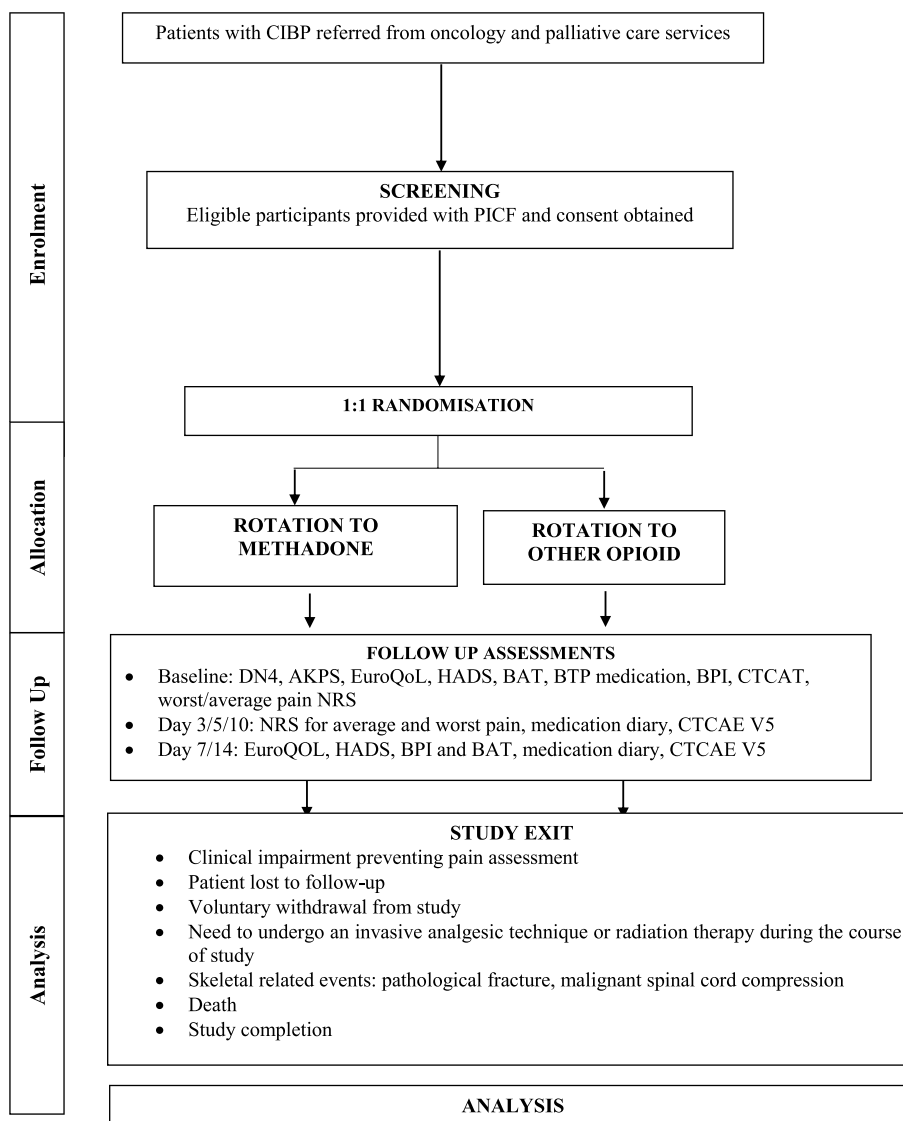 Patients with CIBP referred from oncology and palliative care services
Enrolment
SCREENING
Eligible participants provided with PICF and consent obtained
1:1 RANDOMISATION
Allocation
ROTATION TO
METHADONE
ROTATION TO
OTHER OPIOID
Follow Up
FOLLOW UP ASSESSMENTS
• Baseline: DN4, AKPS, EuroQoL, HADS, BAT, BTP medication, BPI, CTCAT,
worst/average pain NRS
• Day 3/5/10: NRS for average and worst pain, medication diary, CTCAE V5
• Day 7/14: EuroQOL, HADS, BPI and BAT, medication diary, CTCAE V5
Analysis
STUDY EXIT
• Clinical impairment preventing pain assessment
• Patient lost to follow-up
• Voluntary withdrawal from study
• Need to undergo an invasive analgesic technique or radiation therapy during the course
of study
• Skeletal related events: pathological fracture, malignant spinal cord compression
• Death
• Study completion
ANALYSIS